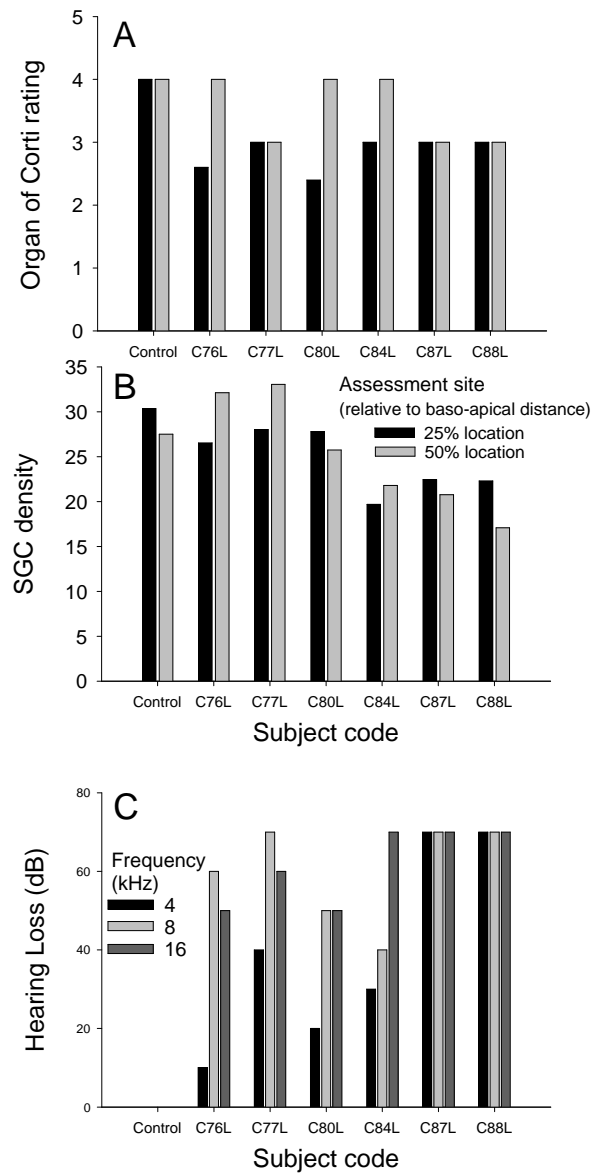 A
Organ of Corti rating
5
4
3
2
1
0
Control C76L C77L C80L C84L C87L C88L
B
SGC density
35
30
25
20
15
10
5
0
Assessment site
(relative to baso-apical distance)
25% location
50% location
Control C76L C77L C80L C84L C87L C88L
Subject code
C
Hearing Loss (dB)
80
60
40
20
0
Frequency
(kHz)
4
8
16
Control C76L C77L C80L C84L C87L C88L
Subject code